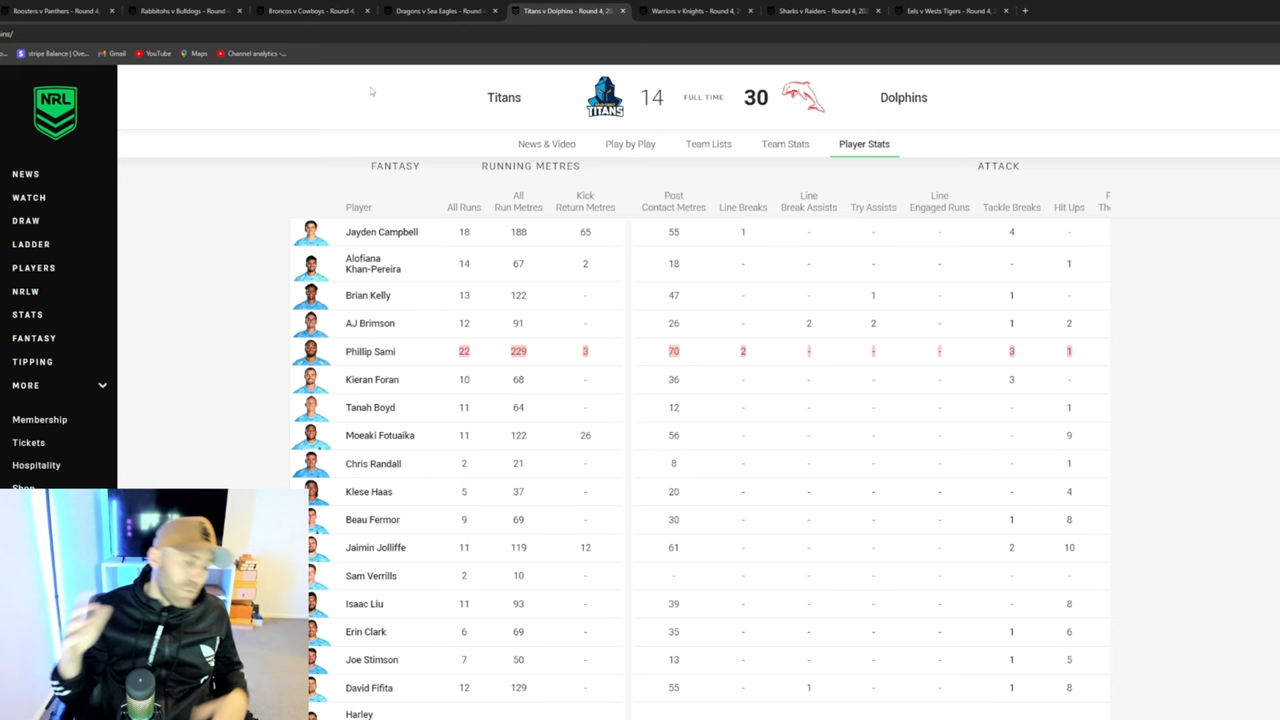 Roosters v Panthers - Round 4,
Rabbitohs v Bulldogs - Round 4
Broncos v Cowboys - Round 4,
Dragons v Sea Eagles - Round 4
Titans v Dolphins - Round 4, 20
Warriors v Knights - Round 4, 2
Sharks v Raiders - Round 4, 202
Eels v Wests Tigers - Round 4,
ins/
stripe Balance | Ove...
Gmail
YouTube
Maps
Channel analytics -...
NRL
Titans
TITANS
14
FULL TIME
30
Dolphins
News & Video
Play by Play
Team Lists
Team Stats
Player Stats
NEWS
WATCH
DRAW
LADDER
PLAYERS
NRLW
STATS
FANTASY
TIPPING
MORE
Membership
Tickets
Hospitality
FANTASY RUNNING METRES ATTACK
Player All Runs All Run Metres Kick Return Metres Post Contact Metres Line Breaks Line Break Assists Try Assists Line Engaged Runs Tackle Breaks Hit Ups
Jayden Campbell 18 188 65 55 1 - - - 4 -
Alofiana Khan-Pereira 14 67 2 18 - - - - - 1
Brian Kelly 13 122 - 47 - - 1 - 1 -
AJ Brimson 12 91 - 26 - 2 2 - 1 2
Phillip Sami 22 229 3 70 2 - - - 3 1
Kieran Foran 10 68 - 36 - - - - 3 -
Tanah Boyd 11 64 - 12 - - - - - 1
Moeaki Fotuaika 11 122 26 56 - - - - - 9
Chris Randall 2 21 - 8 - - - - - 1
Klese Haas 5 37 - 20 - - - - - 4
Beau Fermor 9 69 - 30 - - - - 1 8
Jaimin Jolliffe 11 119 12 61 - - - - 2 10
Sam Verrills 2 10 - - - - - - - -
Isaac Liu 11 93 - 39 - - - - - 8
Erin Clark 6 69 - 35 - - - - 1 6
Joe Stimson 7 50 - 13 - - - - 1 5
David Fifita 12 129 - 55 - 1 - - 1 8
Harley